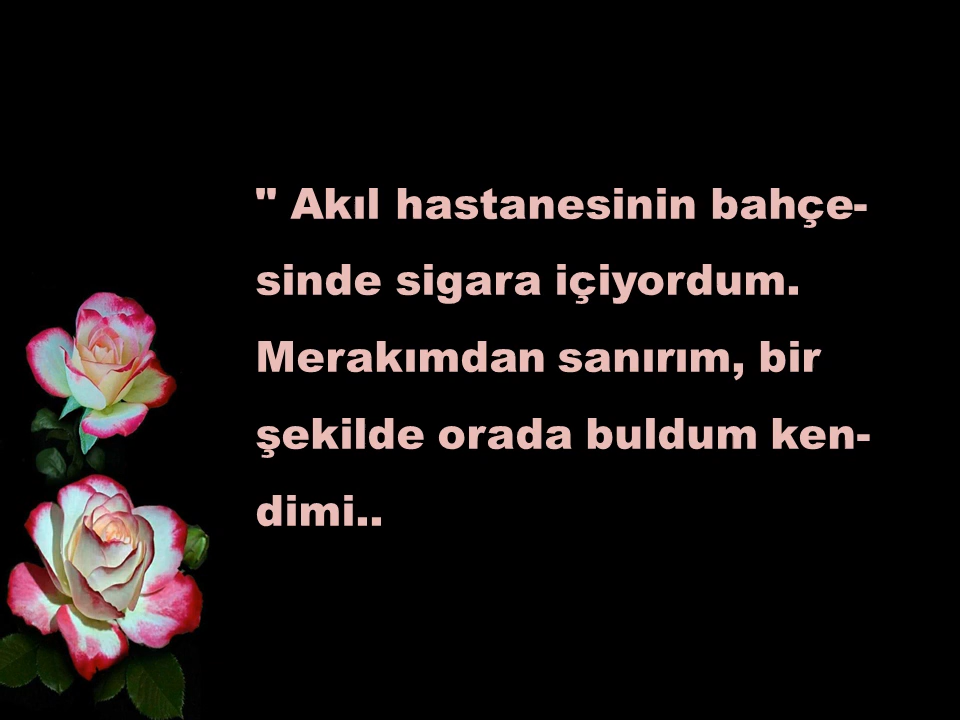 " Akıl hastanesinin bahçe-
sinde sigara içiyordum.
Merakımdan sanırım, bir
şekilde orada buldum ken-
dimi..